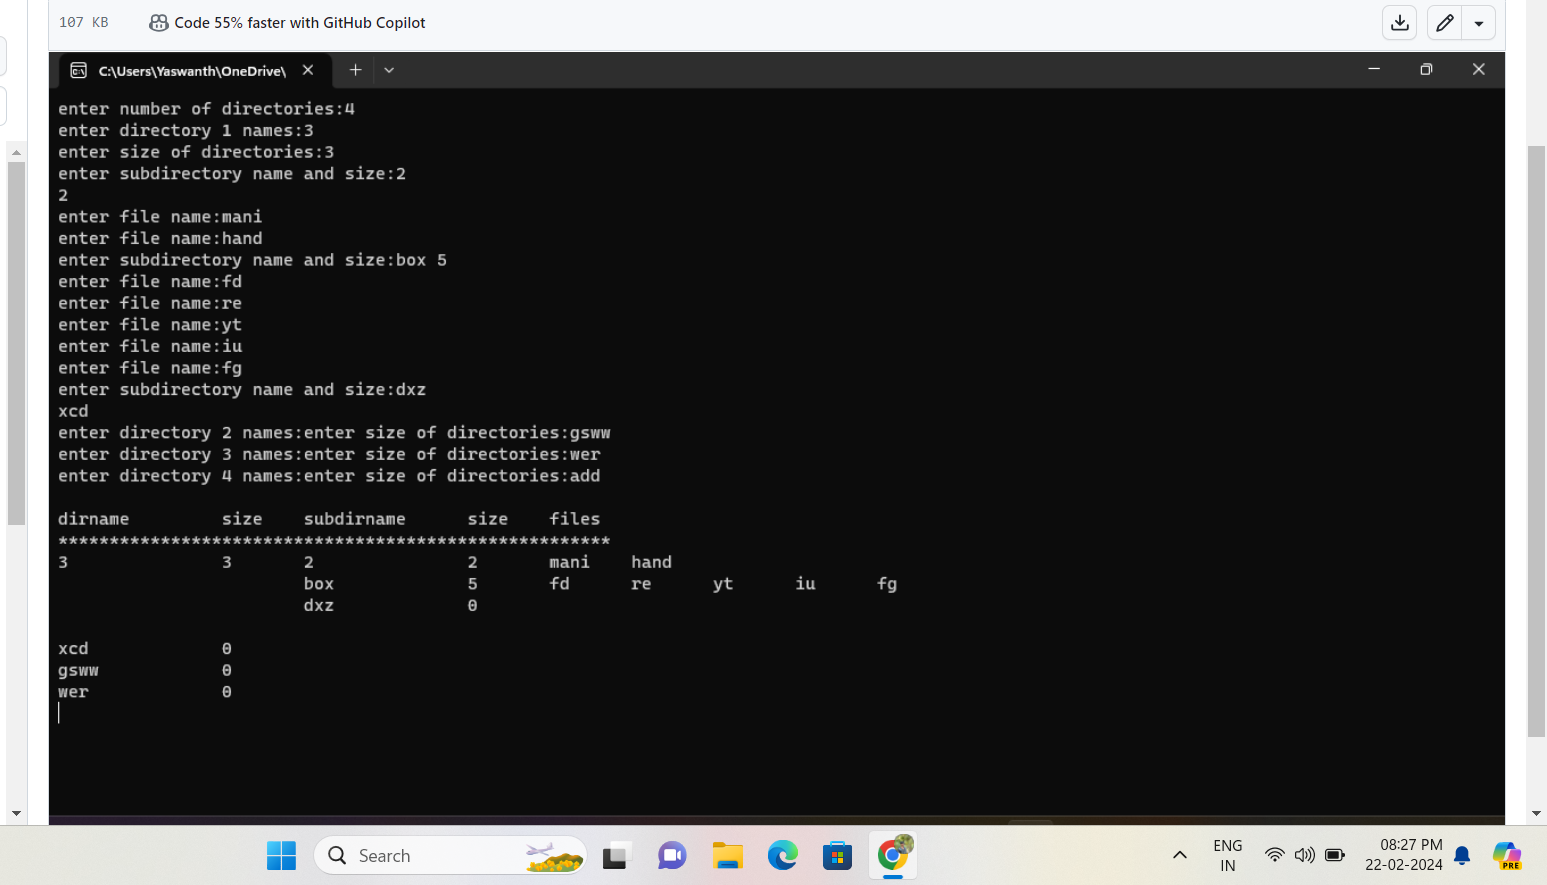 107 KB Code 55% faster with GitHub Copilot
C:\Users\Yaswanth\OneDrive\
enter number of directories:4
enter directory 1 names:3
enter size of directories:3
enter subdirectory name and size:2
2
enter file name:mani
enter file name:hand
enter subdirectory name and size:box 5
enter file name:fd
enter file name:re
enter file name:yt
enter file name:iu
enter file name:fg
enter subdirectory name and size:dxz
xcd
enter directory 2 names:enter size of directories:gsww
enter directory 3 names:enter size of directories:wer
enter directory 4 names:enter size of directories:add
dirname size subdirname size files
******************************************************
3 3 2 2 mani hand
box 5 fd re yt iu fg
dxz 0
xcd 0
gsww 0
wer 0
Search
ENG
IN
08:27 PM
22-02-2024
PRE